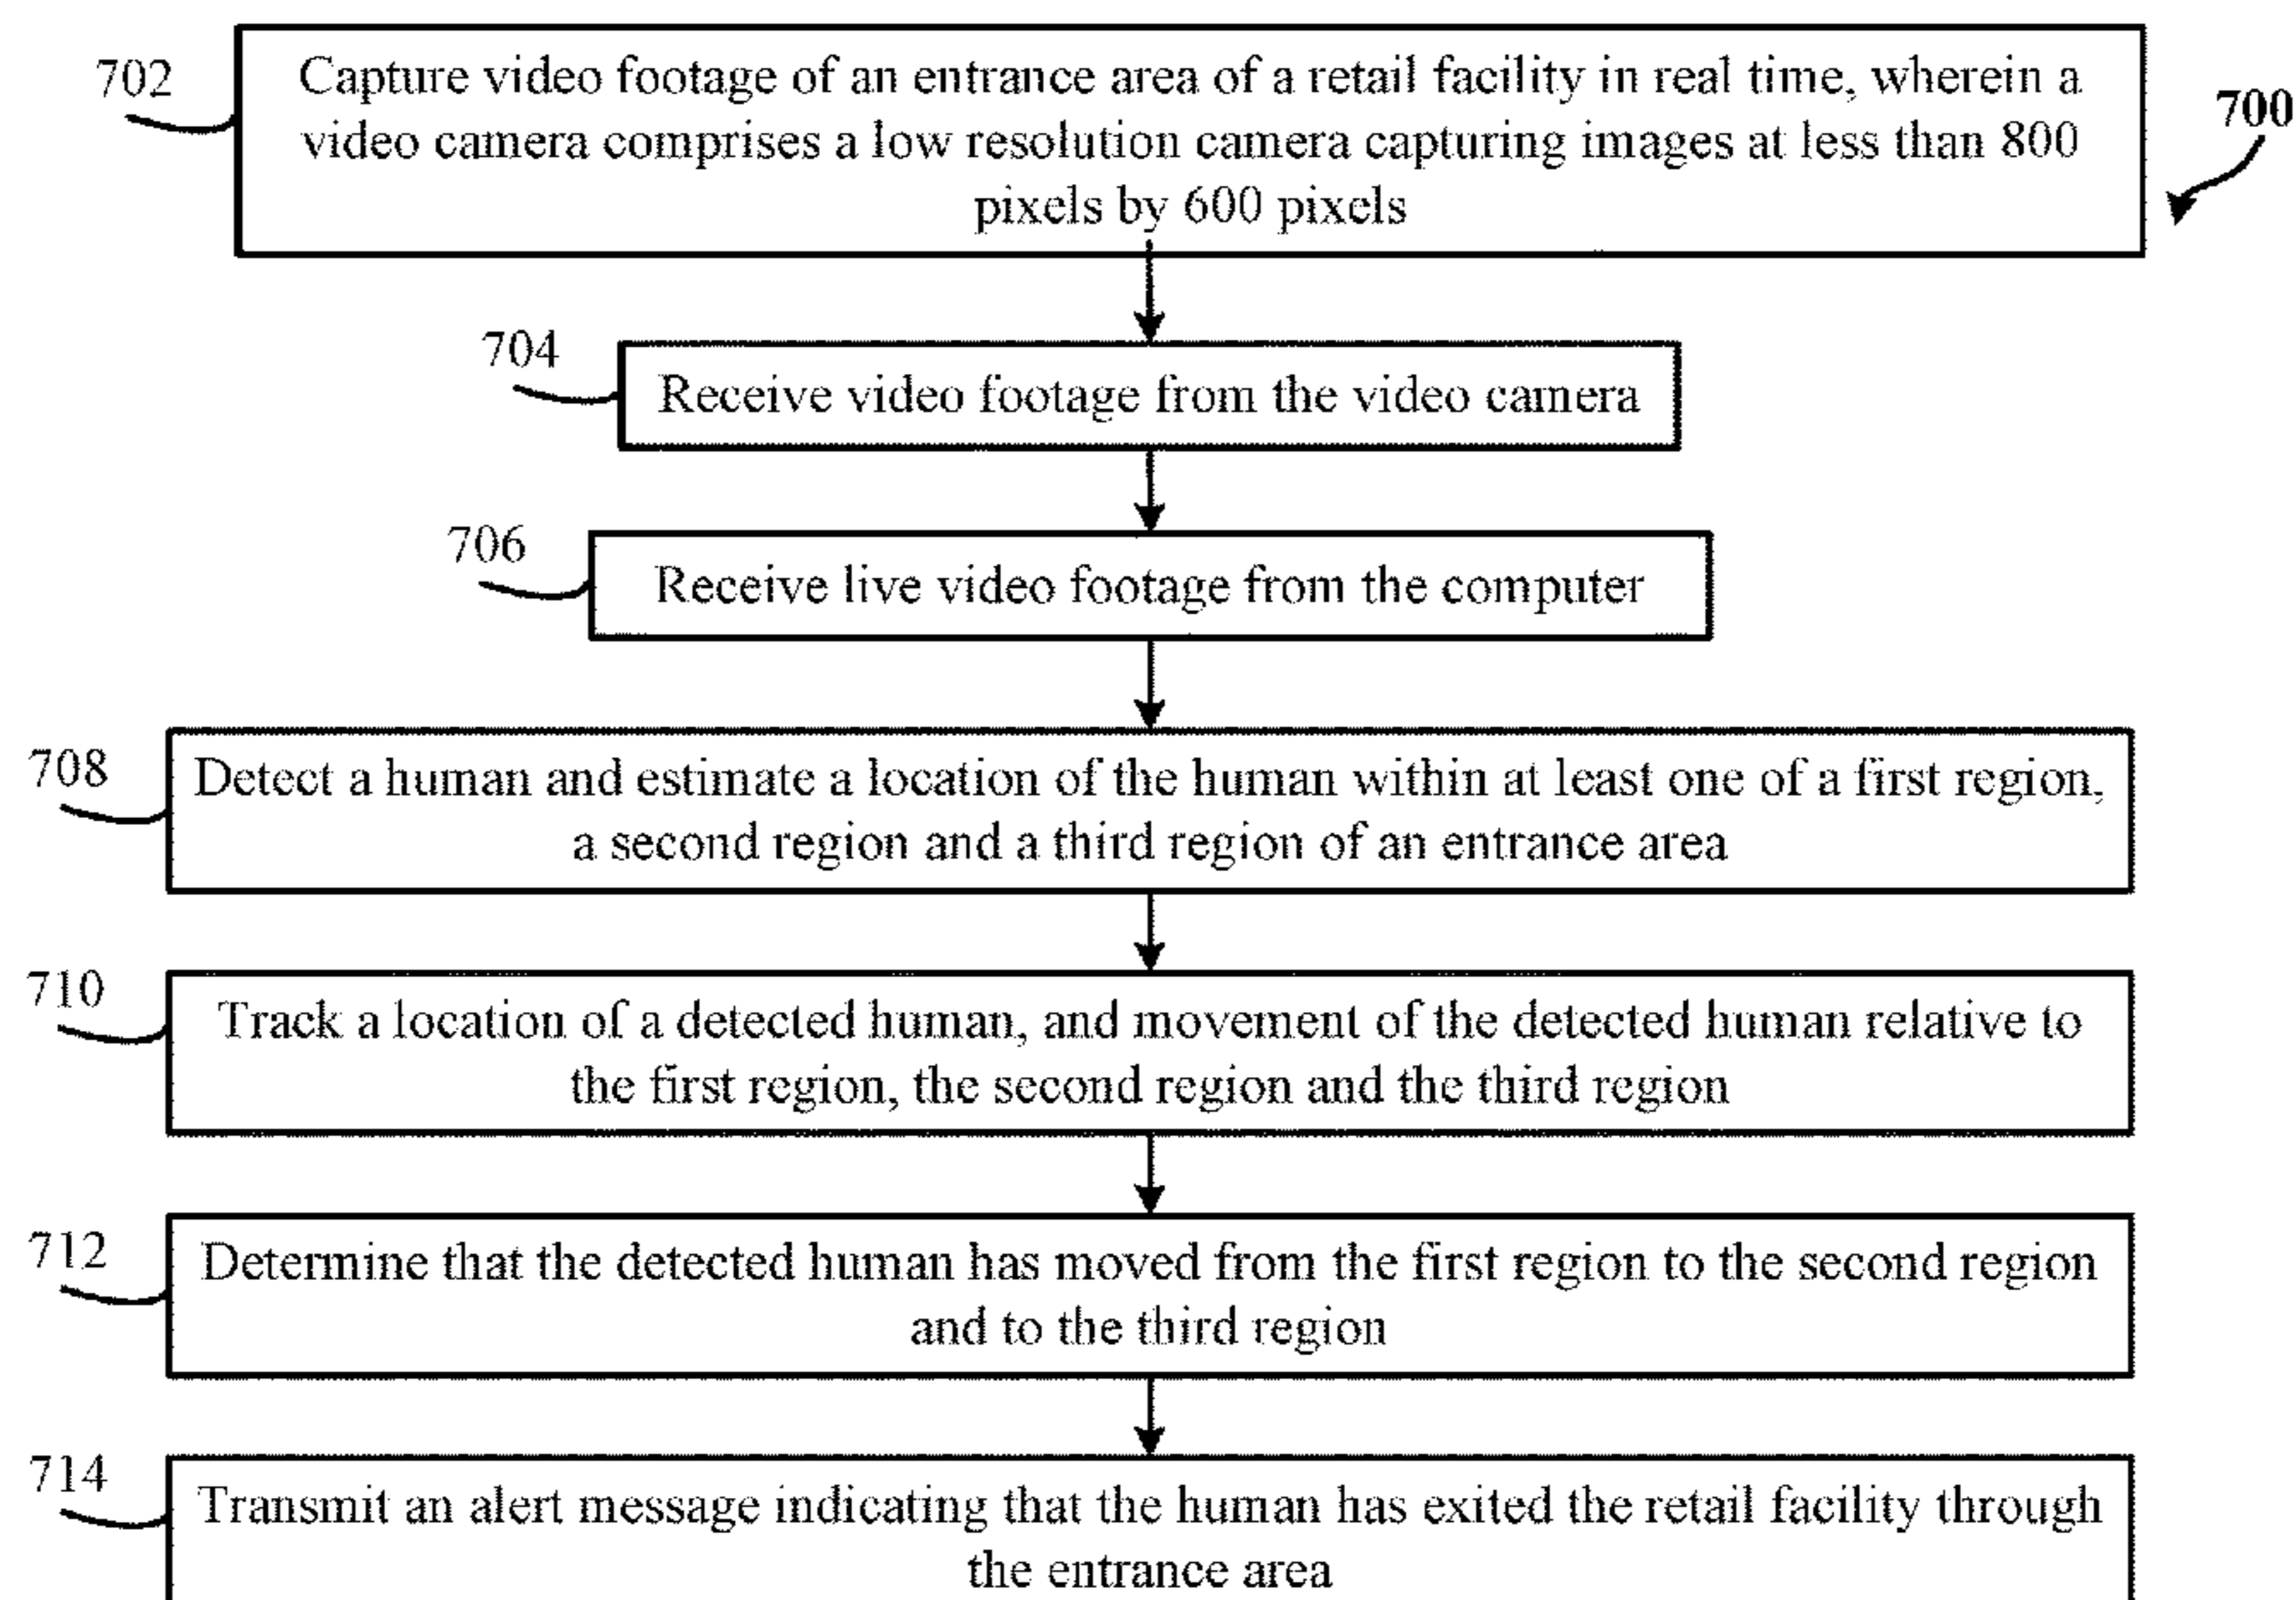 702
Capture video footage of an entrance area of a retail facility in real time, wherein a
video camera comprises a low resolution camera capturing images at less than 800
pixels by 600 pixels
700
704
Receive video footage from the video camera
706
Receive live video footage from the computer
708
Detect a human and estimate a location of the human within at least one of a first region,
a second region and a third region of an entrance area
710
Track a location of a detected human, and movement of the detected human relative to
the first region, the second region and the third region
712
Determine that the detected human has moved from the first region to the second region
and to the third region
714
Transmit an alert message indicating that the human has exited the retail facility through
the entrance area